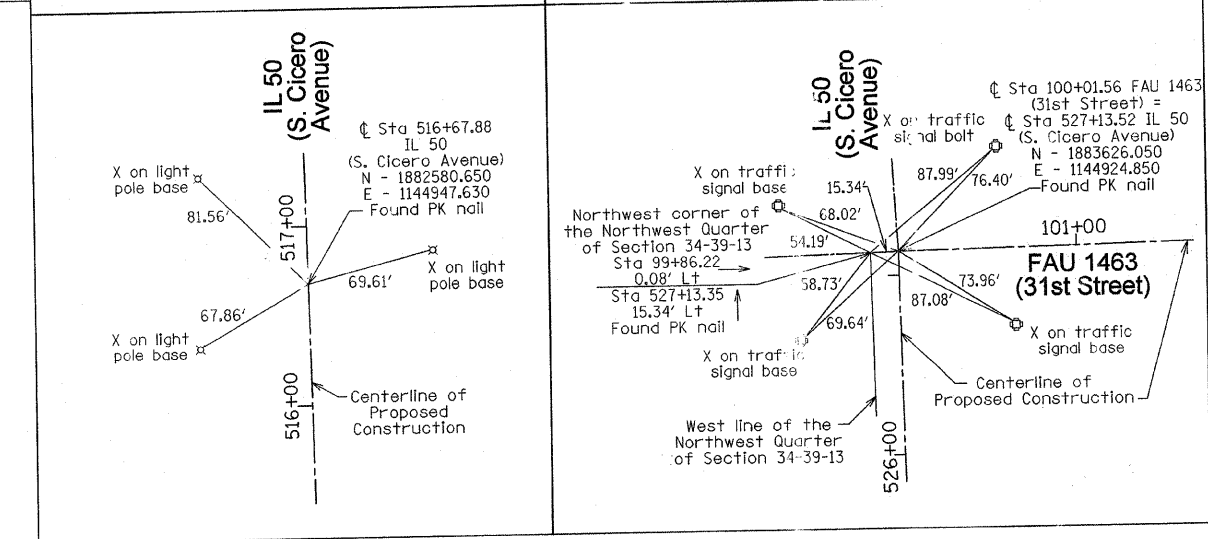 IL 50
(S. Cicero
Avenue)
℄ Sta 516+67.88
IL 50
(S. Cicero Avenue)
N - 1882580.650
E - 1144947.630
Found PK nail
X on light
pole base
81.56'
517+00
69.61'
X on light
pole base
67.86'
X on light
pole base
516+00
Centerline of
Proposed
Construction
IL 50
(S. Cicero
Avenue)
℄ Sta 100+01.56 FAU 1463
(31st Street) =
℄ Sta 527+13.52 IL 50
(S. Cicero Avenue)
N - 1883626.050
E - 1144924.850
Found PK nail
X on traffic
signal bolt
87.99'
76.40'
X on traffic
signal base
15.34'
68.02'
54.19'
Northwest corner of
the Northwest Quarter
of Section 34-39-13
Sta 99+86.22
0.08' Lt
Sta 527+13.35
15.34' Lt
Found PK nail
101+00
FAU 1463
(31st Street)
58.73'
69.64'
73.96'
87.08'
X on traffic
signal base
X on traffic
signal base
Centerline of
Proposed Construction
West line of the
Northwest Quarter
of Section 34-39-13
526+00